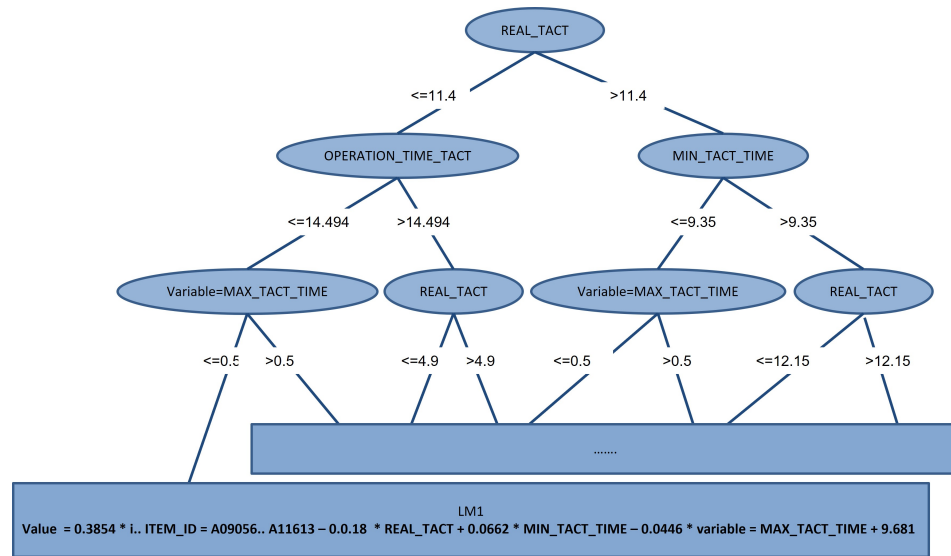 REAL_TACT
<=11.4
>11.4
OPERATION_TIME_TACT
MIN_TACT_TIME
<=14.494
>14.494
<=9.35
>9.35
Variable=MAX_TACT_TIME
REAL_TACT
Variable=MAX_TACT_TIME
REAL_TACT
<=0.5
>0.5
<=4.9
>4.9
<=0.5
>0.5
<=12.15
>12.15
.......
LM1
Value = 0.3854 * i.. ITEM_ID = A09056.. A11613 – 0.0.18 * REAL_TACT + 0.0662 * MIN_TACT_TIME – 0.0446 * variable = MAX_TACT_TIME + 9.681